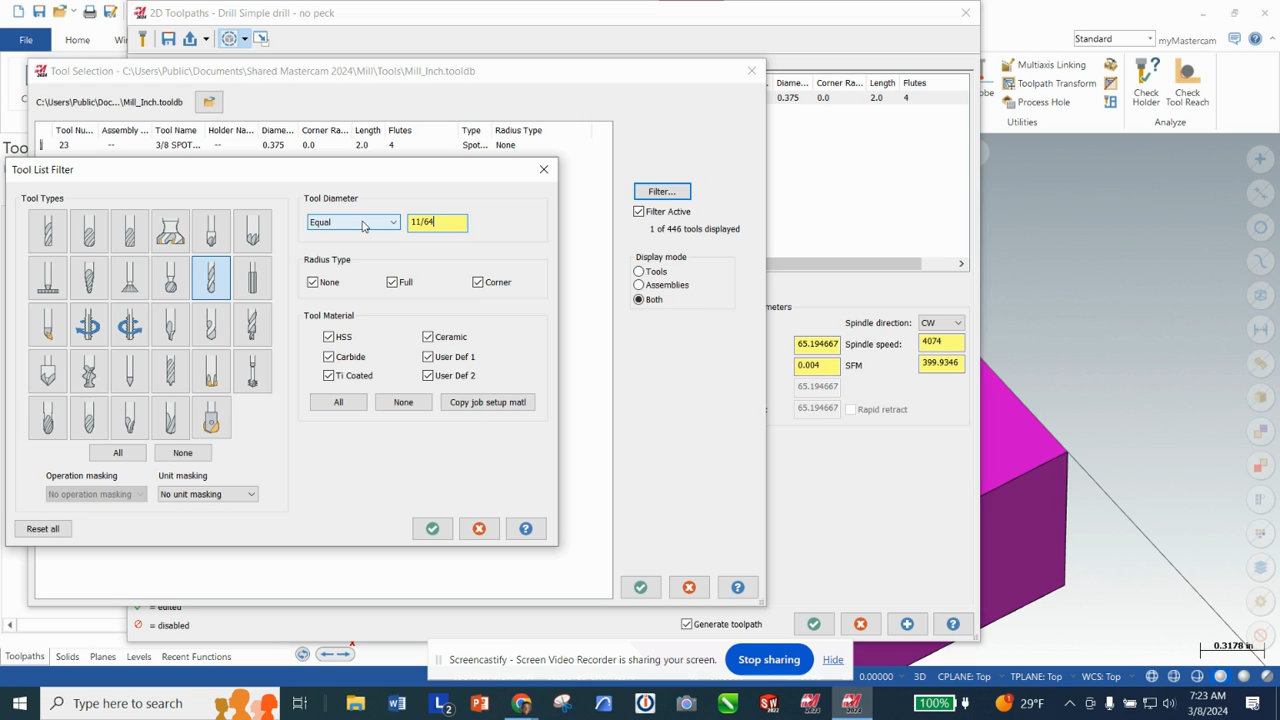 2D Toolpaths - Drill Simple drill - no peck
File
Home
Standard
myMastercam
Tool Selection - C:\Users\Public\Documents\Shared Mastercam 2024\Mill\Tools\Mill_Inch.tooldb
Multiaxis Linking
Toolpath Transform
Process Hole
Utilities
Check Holder
Check Tool Reach
Analyze
Diame... Corner Ra... Length Flutes
0.375 0.0 2.0 4
C:\Users\Public\Doc...\Mill_Inch.tooldb
Tool Nu... Assembly ... Tool Name Holder Na... Diame... Corner Ra... Length Flutes Type Radius Type
23 -- 3/8 SPOT... -- 0.375 0.0 2.0 4 Spot... None
Tool List Filter
Tool Types
Tool Diameter
Equal
11/64
Radius Type
None
Full
Corner
Tool Material
HSS
Ceramic
Carbide
User Def 1
Ti Coated
User Def 2
All
None
Copy job setup matl
All
None
Operation masking
Unit masking
No operation masking
No unit masking
Reset all
Filter...
Filter Active
1 of 446 tools displayed
Display mode
Tools
Assemblies
Both
Spindle direction: CW
65.194667 Spindle speed: 4074
0.004 SFM 399.9346
65.194667
65.194667 Rapid retract
= edited
= disabled
Generate toolpath
Toolpaths Solids Planes Levels Recent Functions
Screencastify - Screen Video Recorder is sharing your screen.
Stop sharing
Hide
0.3178 in
0.00000 3D CPLANE: Top TPLANE: Top WCS: Top
Type here to search
100%
29°F
7:23 AM
3/8/2024